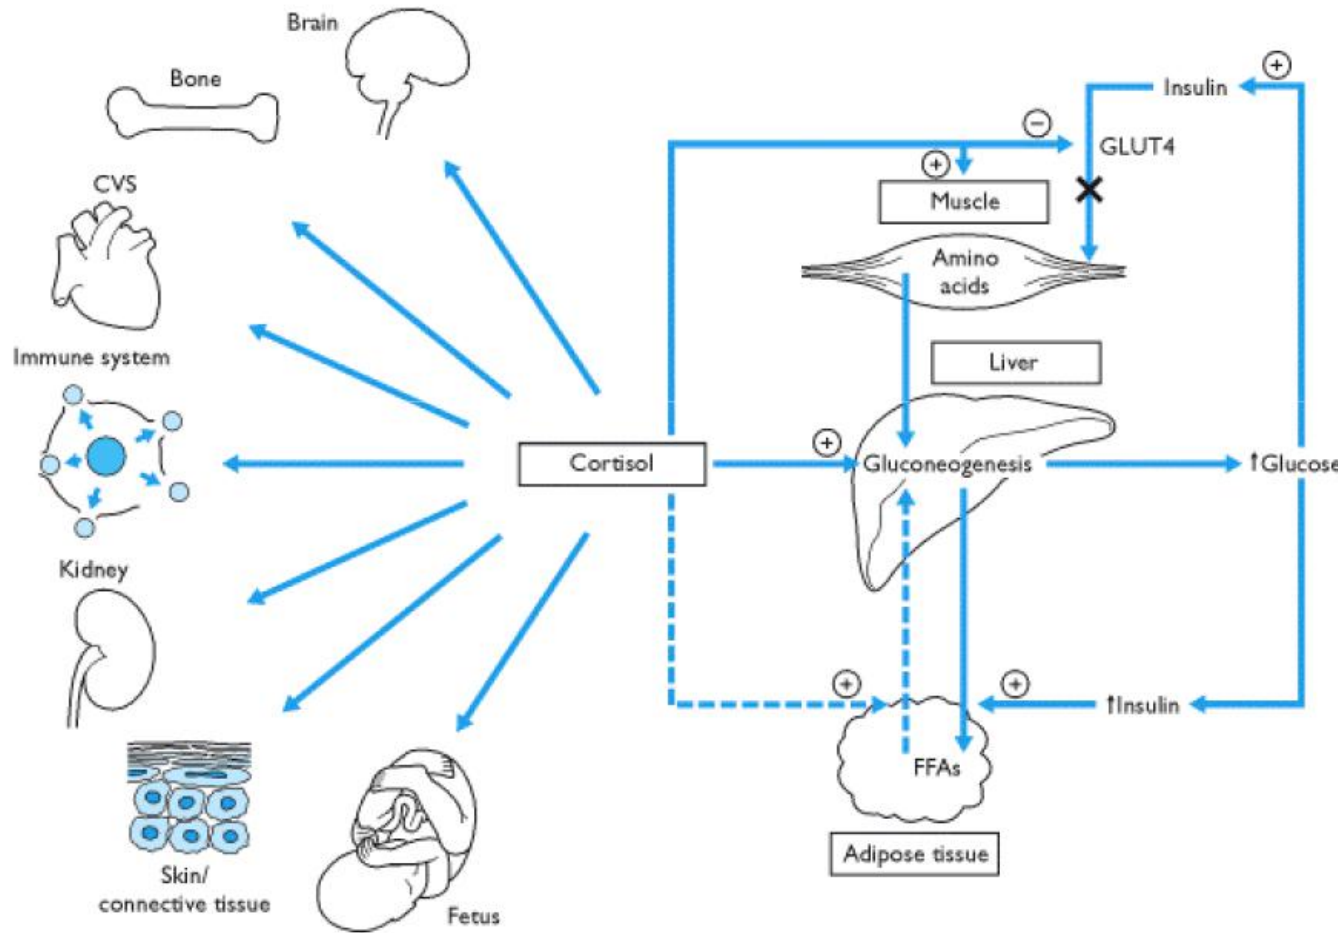 Brain
Bone
CVS
Immune system
Kidney
Skin/
connective tissue
Fetus
Cortisol
+
−
+
Insulin
GLUT4
Muscle
Amino
acids
Liver
+
Gluconeogenesis
↑Glucose
+
+
↑Insulin
FFAs
Adipose tissue